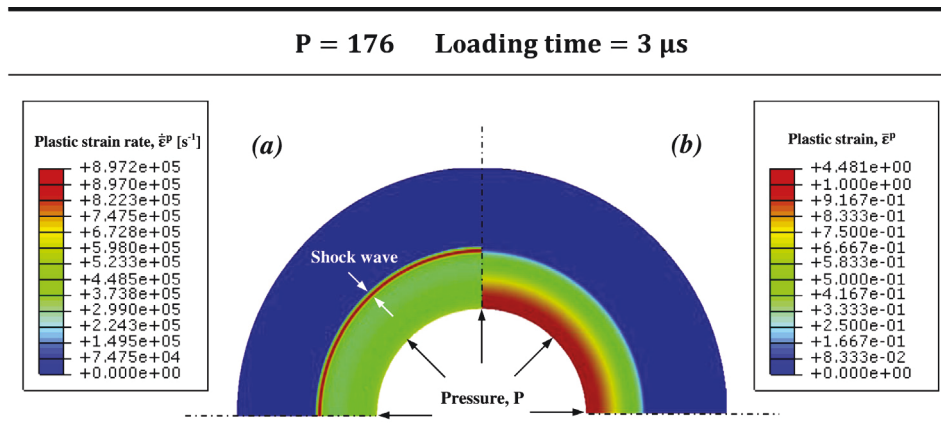 P = 176 Loading time = 3 μs
Plastic strain rate, ε̇ᵖ [s⁻¹]
+8.972e+05
+8.970e+05
+8.223e+05
+7.475e+05
+6.728e+05
+5.980e+05
+5.233e+05
+4.485e+05
+3.738e+05
+2.990e+05
+2.243e+05
+1.495e+05
+7.475e+04
+0.000e+00
(a)
Shock wave
Pressure, P
(b)
Plastic strain, ε̅ᵖ
+4.481e+00
+1.000e+00
+9.167e-01
+8.333e-01
+7.500e-01
+6.667e-01
+5.833e-01
+5.000e-01
+4.167e-01
+3.333e-01
+2.500e-01
+1.667e-01
+8.333e-02
+0.000e+00